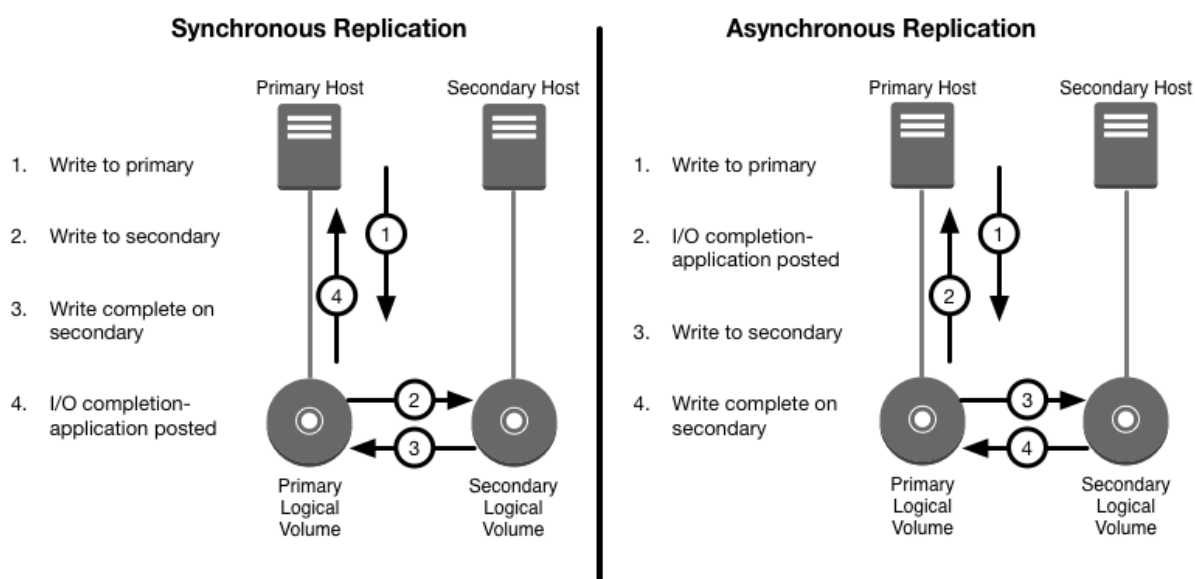 Synchronous Replication
Primary Host
Secondary Host
1. Write to primary
2. Write to secondary
3. Write complete on
secondary
4. I/O completion-
application posted
1
4
2
3
Primary
Logical
Volume
Secondary
Logical
Volume
Asynchronous Replication
Primary Host
Secondary Host
1. Write to primary
2. I/O completion-
application posted
3. Write to secondary
4. Write complete on
secondary
1
2
3
4
Primary
Logical
Volume
Secondary
Logical
Volume